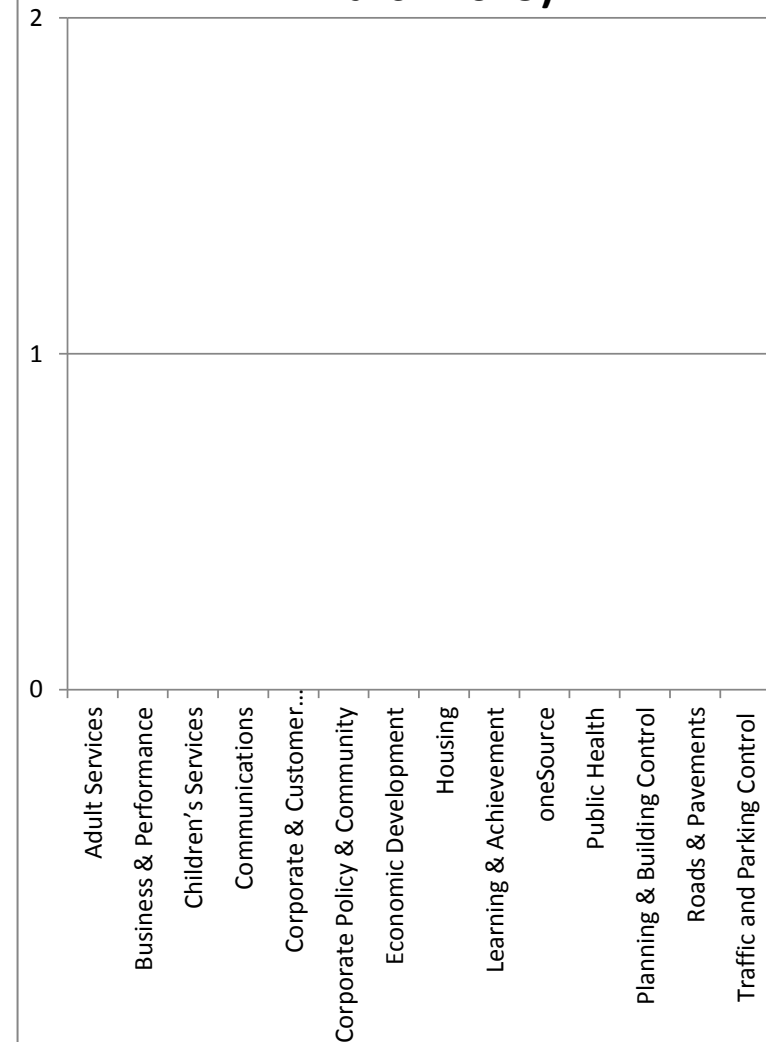 2
1
0
Adult Services
Business & Performance
Children’s Services
Communications
Corporate & Customer...
Corporate Policy & Community
Economic Development
Housing
Learning & Achievement
oneSource
Public Health
Planning & Building Control
Roads & Pavements
Traffic and Parking Control